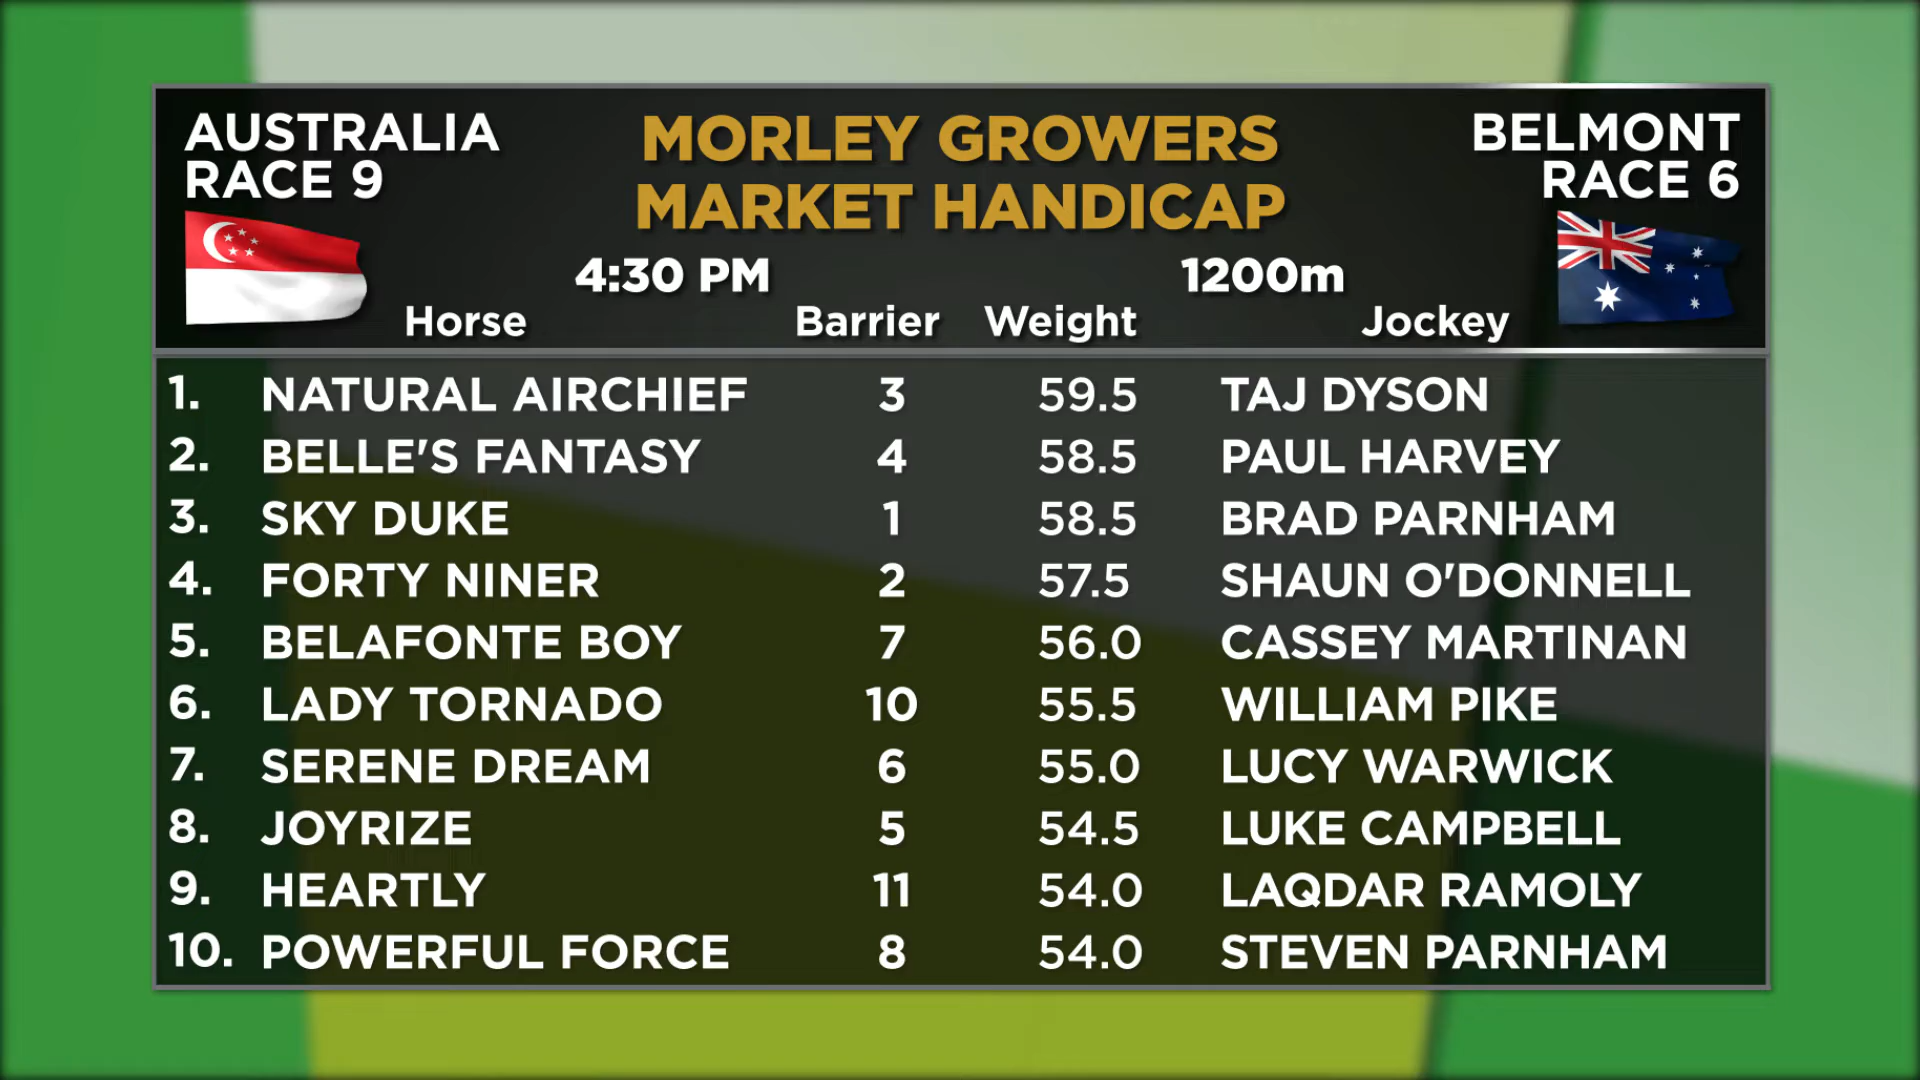 AUSTRALIA
RACE 9
MORLEY GROWERS
MARKET HANDICAP
BELMONT
RACE 6
4:30 PM 1200m
Horse Barrier Weight Jockey
1. NATURAL AIRCHIEF 3 59.5 TAJ DYSON
2. BELLE'S FANTASY 4 58.5 PAUL HARVEY
3. SKY DUKE 1 58.5 BRAD PARNHAM
4. FORTY NINER 2 57.5 SHAUN O'DONNELL
5. BELAFONTE BOY 7 56.0 CASSEY MARTINAN
6. LADY TORNADO 10 55.5 WILLIAM PIKE
7. SERENE DREAM 6 55.0 LUCY WARWICK
8. JOYRIZE 5 54.5 LUKE CAMPBELL
9. HEARTLY 11 54.0 LAQDAR RAMOLY
10. POWERFUL FORCE 8 54.0 STEVEN PARNHAM